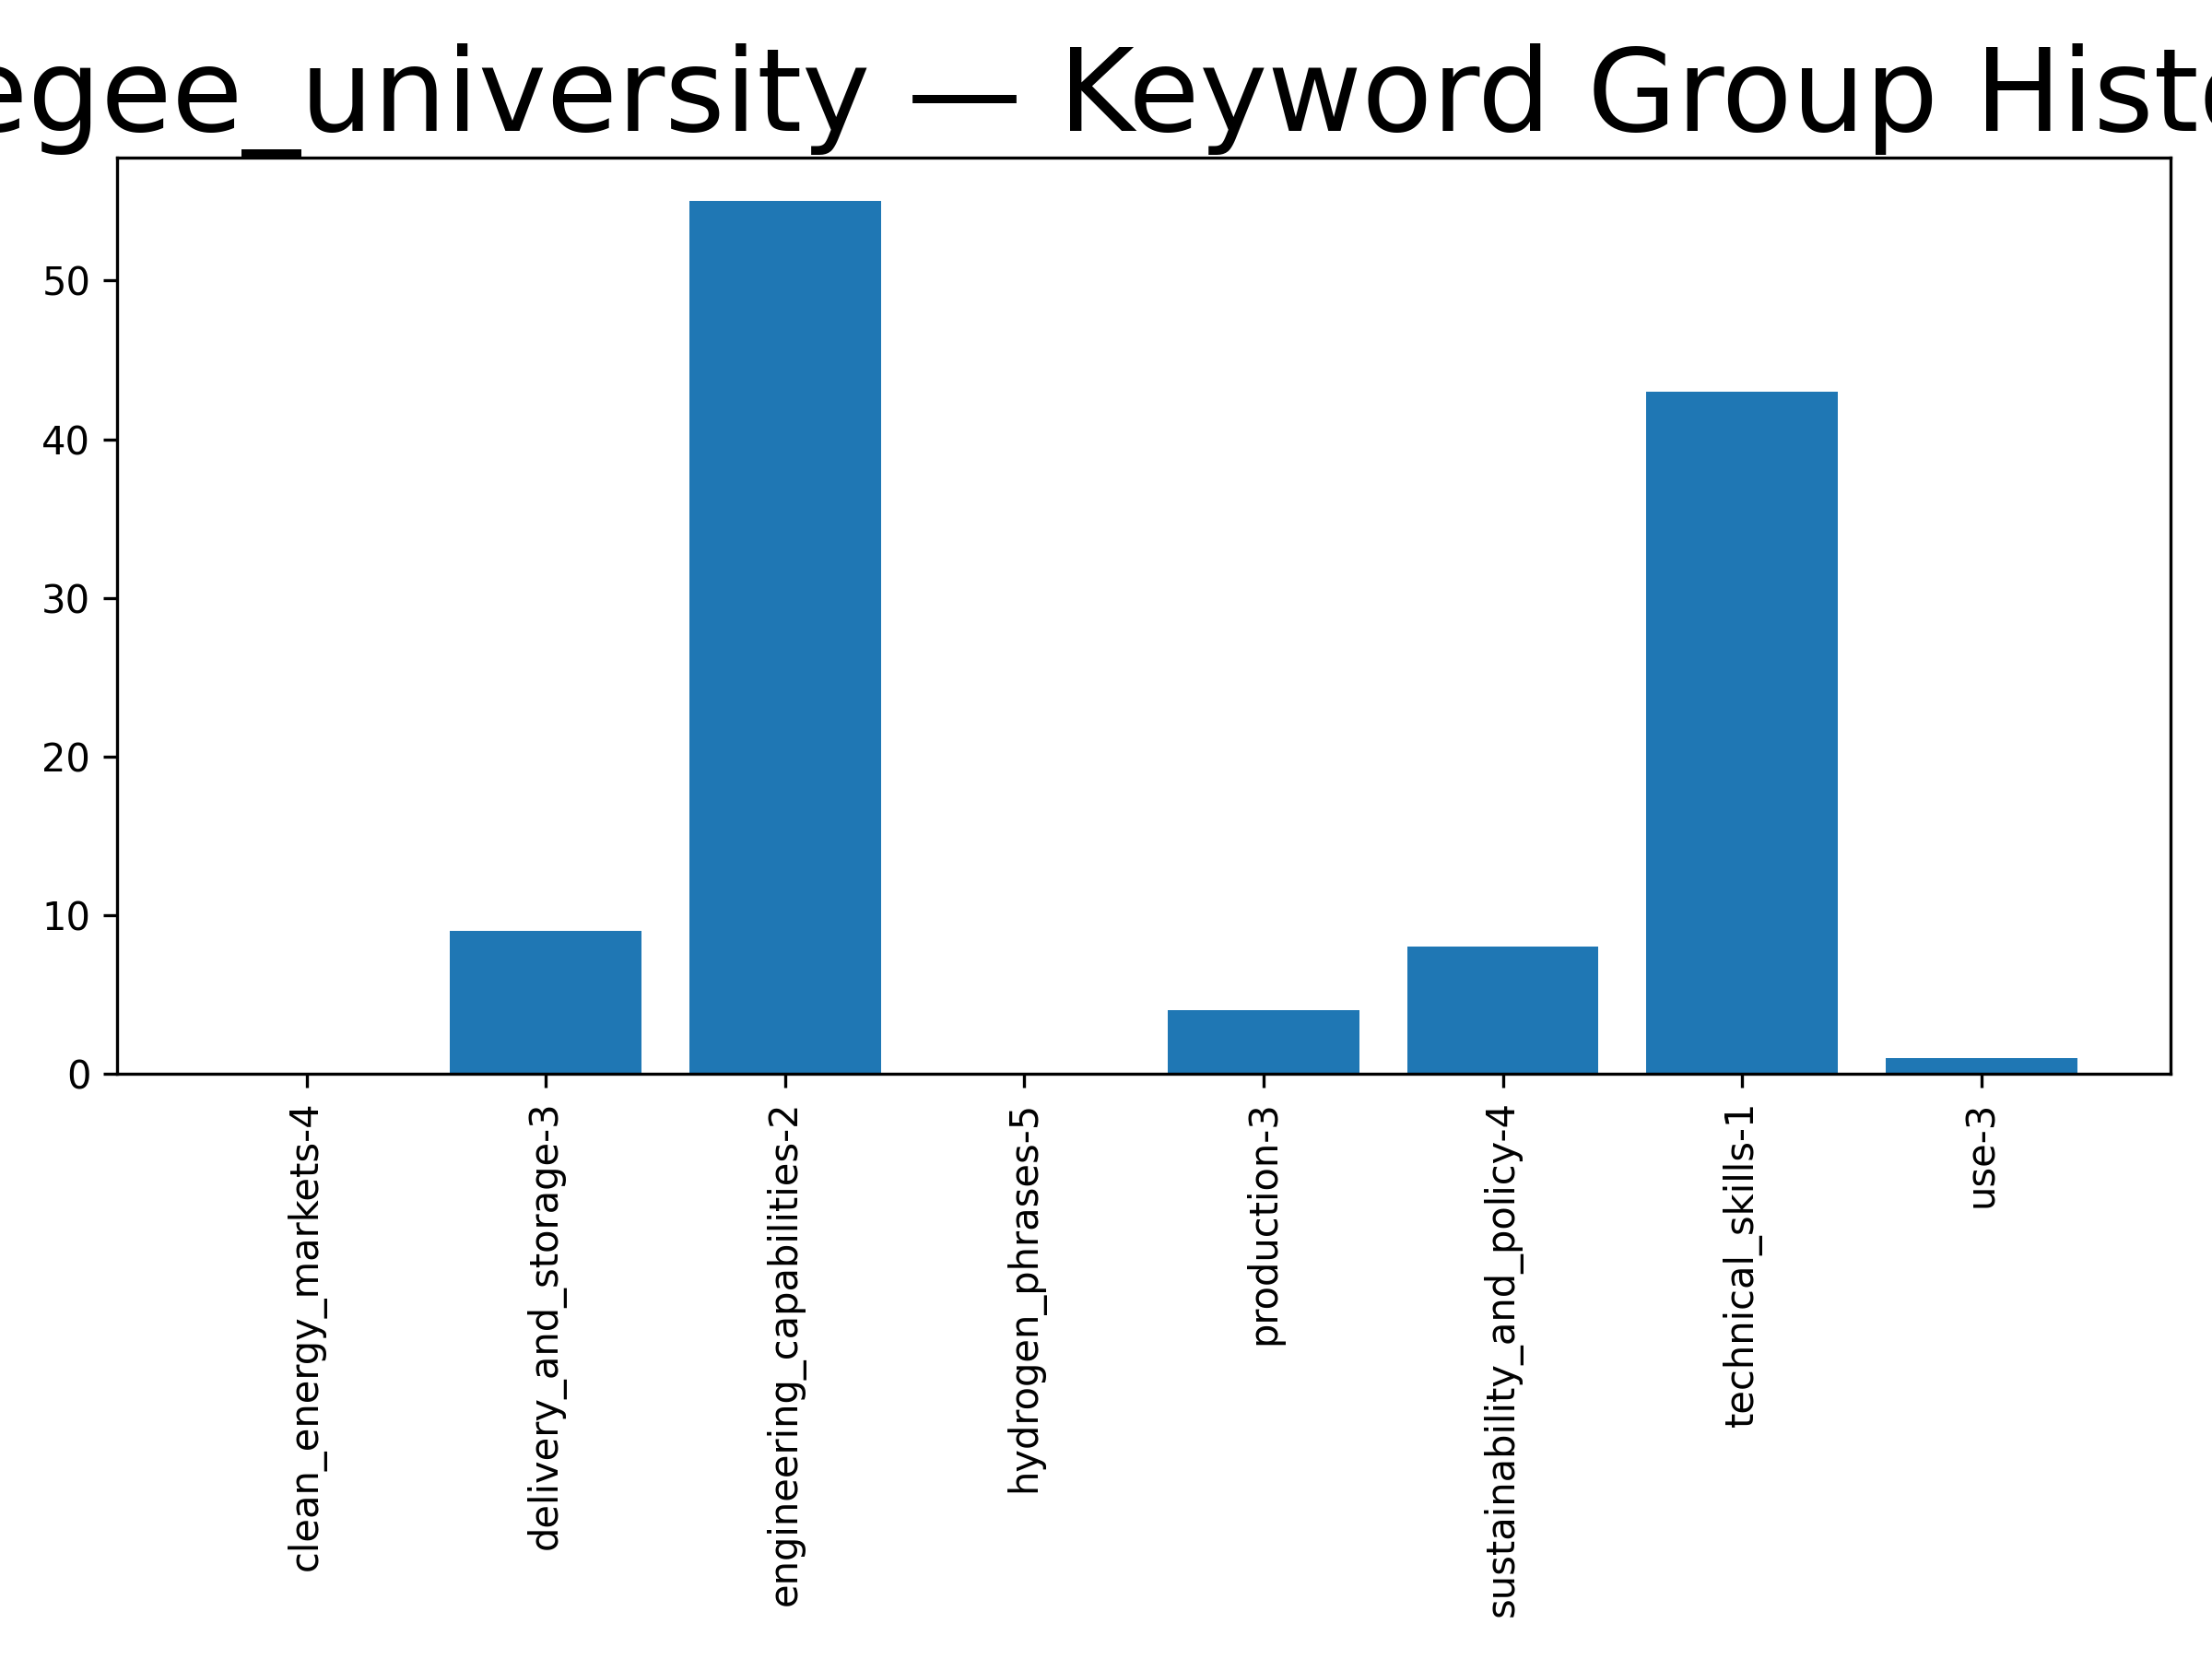 egee_university — Keyword Group Histo
50
40
30
20
10
0
clean_energy_markets-4
delivery_and_storage-3
engineering_capabilities-2
hydrogen_phrases-5
production-3
sustainability_and_policy-4
technical_skills-1
use-3